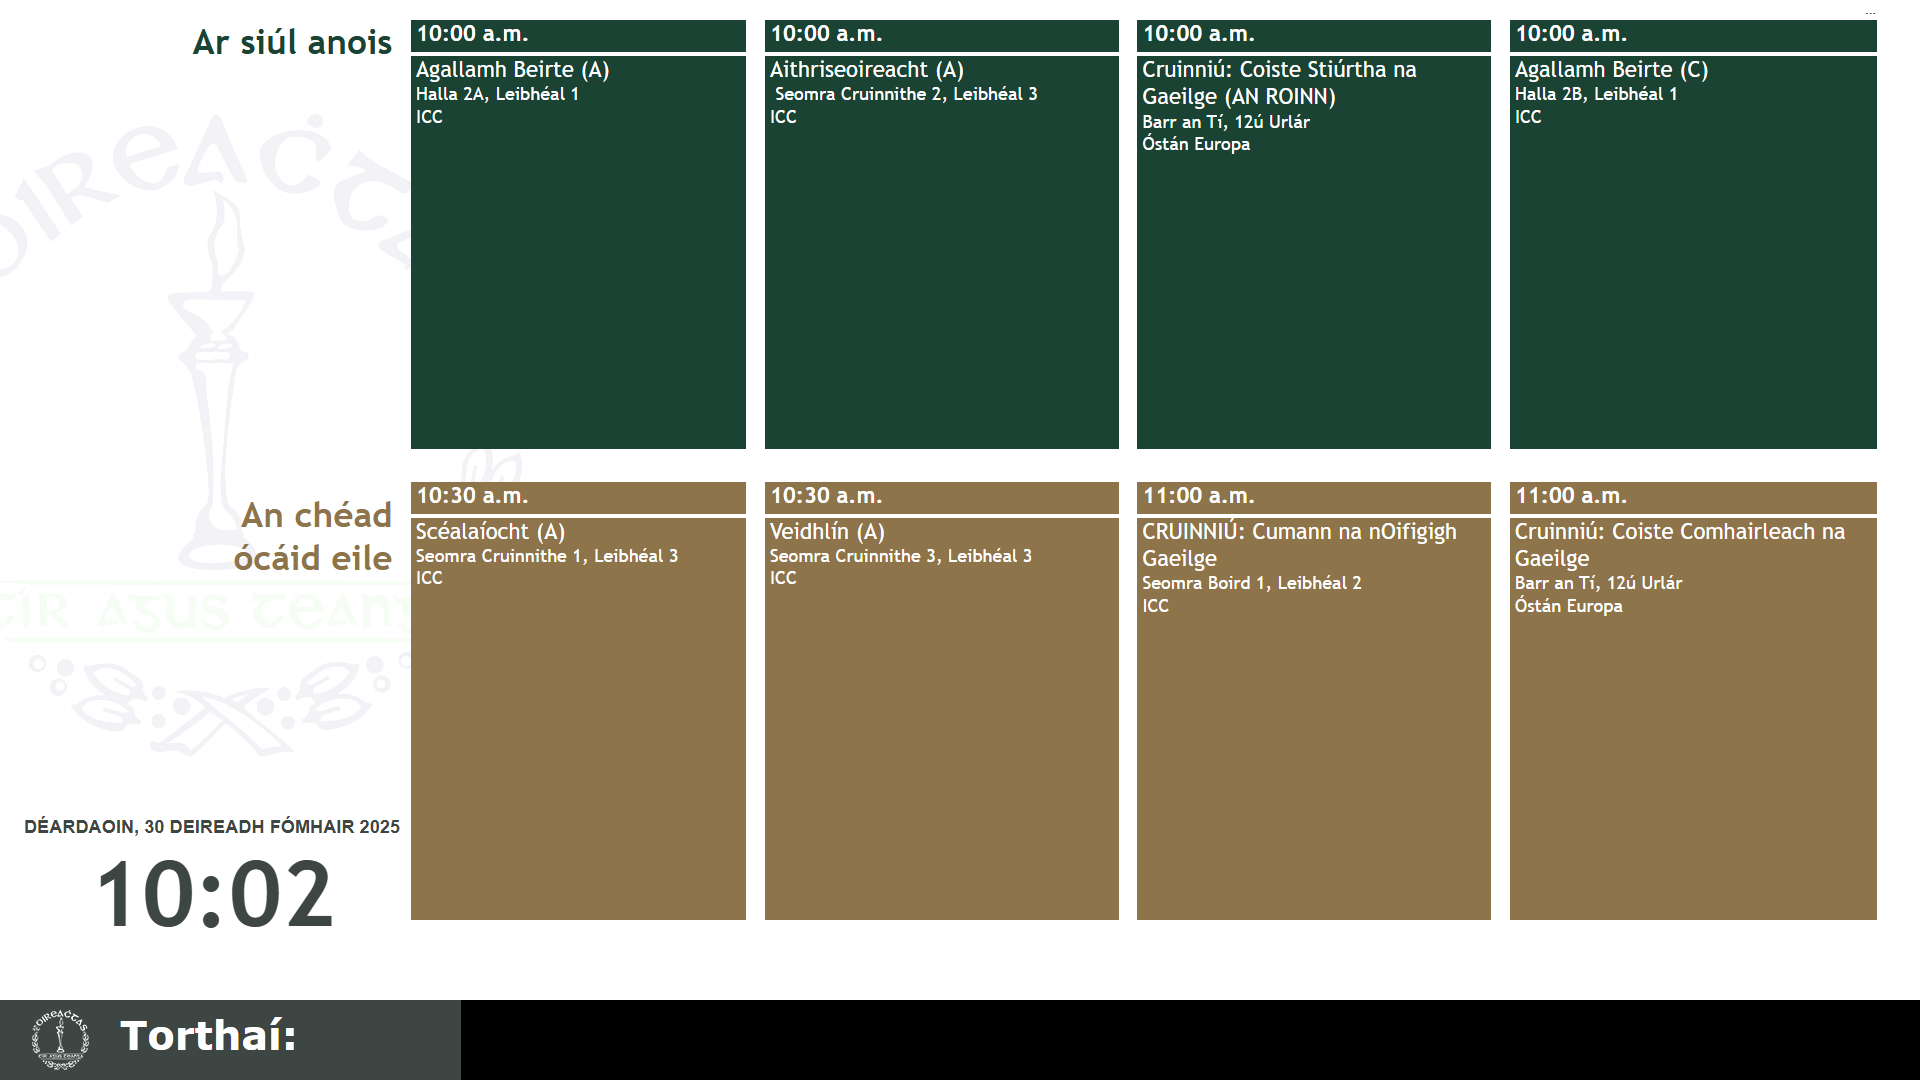 Ar siúl anois
10:00 a.m.
Agallamh Beirte (A)
Halla 2A, Leibhéal 1
ICC
10:00 a.m.
Aithriseoireacht (A)
Seomra Cruinnithe 2, Leibhéal 3
ICC
10:00 a.m.
Cruinniú: Coiste Stiúrtha na
Gaeilge (AN ROINN)
Barr an Tí, 12ú Urlár
Óstán Europa
10:00 a.m.
Agallamh Beirte (C)
Halla 2B, Leibhéal 1
ICC
An chéad
ócáid eile
10:30 a.m.
Scéalaíocht (A)
Seomra Cruinnithe 1, Leibhéal 3
ICC
10:30 a.m.
Veidhlín (A)
Seomra Cruinnithe 3, Leibhéal 3
ICC
11:00 a.m.
CRUINNIÚ: Cumann na nOifigigh
Gaeilge
Seomra Boird 1, Leibhéal 2
ICC
11:00 a.m.
Cruinniú: Coiste Comhairleach na
Gaeilge
Barr an Tí, 12ú Urlár
Óstán Europa
DÉARDAOIN, 30 DEIREADH FÓMHAIR 2025
10:02
Torthaí: